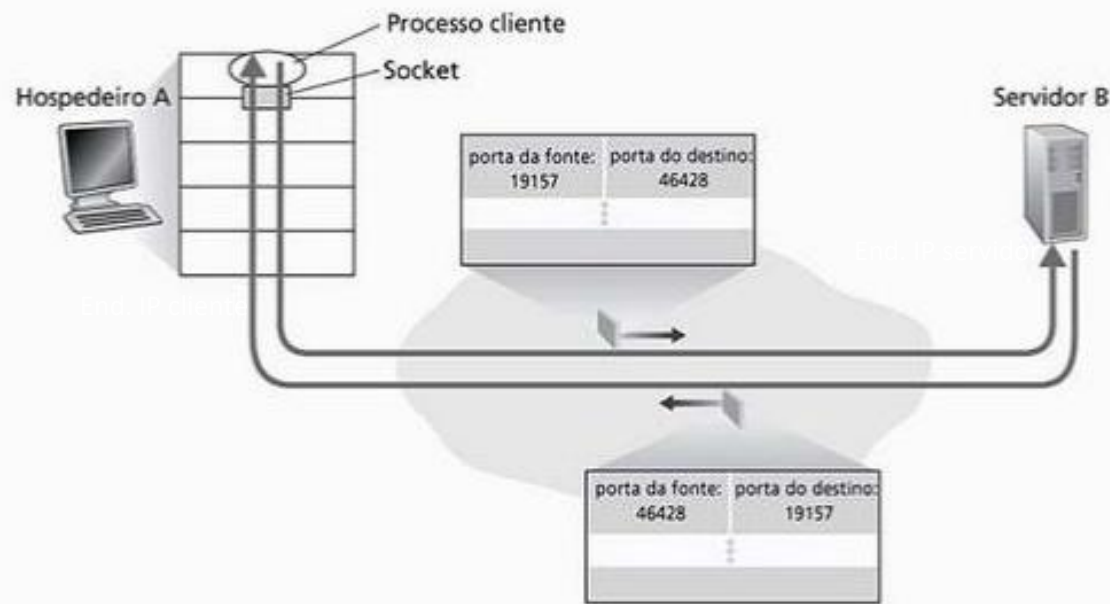 Processo cliente
Socket
Hospedeiro A
Servidor B
porta da fonte: porta do destino:
19157 46428
End. IP servidor
End. IP cliente
porta da fonte: porta do destino:
46428 19157